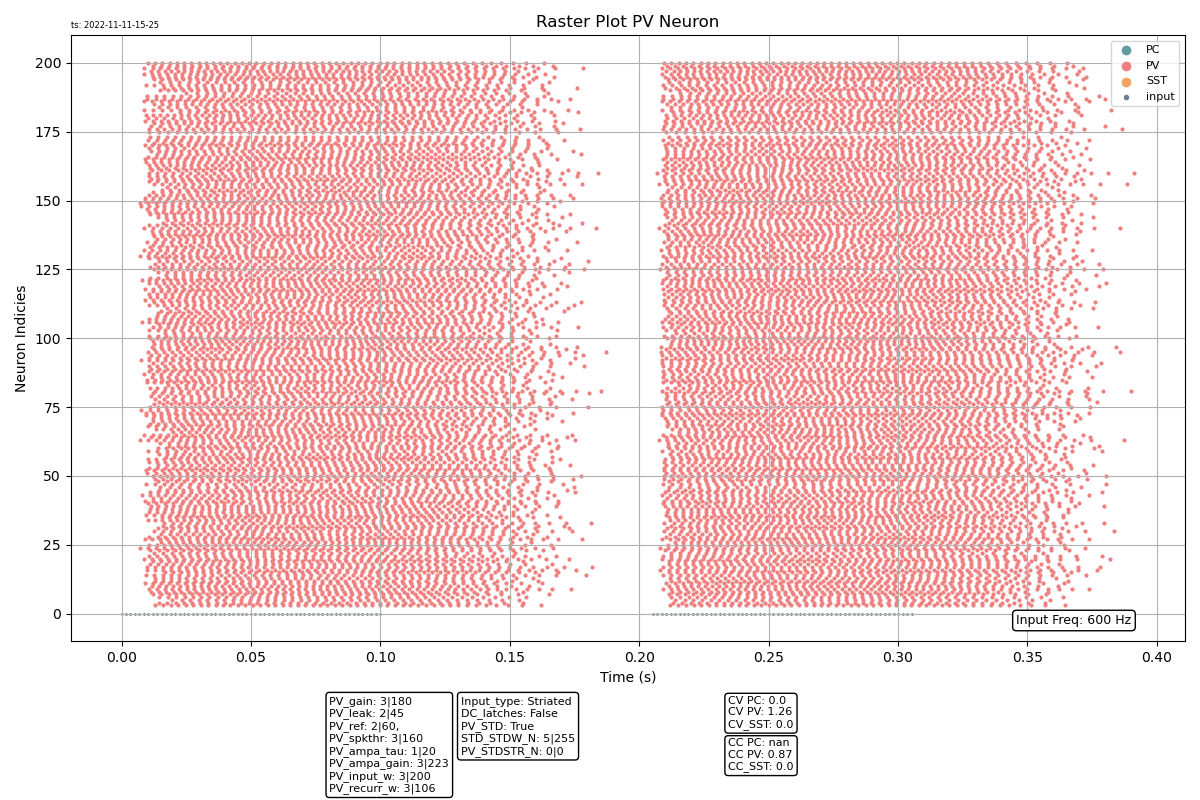 ts: 2022-11-11-15-25
Raster Plot PV Neuron
PC
PV
SST
input
Neuron Indicies
200
175
150
125
100
75
50
25
0
Input Freq: 600 Hz
0.00 0.05 0.10 0.15 0.20 0.25 0.30 0.35 0.40
Time (s)
PV_gain: 3|180
PV_leak: 2|45
PV_ref: 2|60,
PV_spkthr: 3|160
PV_ampa_tau: 1|20
PV_ampa_gain: 3|223
PV_input_w: 3|200
PV_recurr_w: 3|106
Input_type: Striated
DC_latches: False
PV_STD: True
STD_STDW_N: 5|255
PV_STDSTR_N: 0|0
CV PC: 0.0
CV PV: 1.26
CV_SST: 0.0
CC PC: nan
CC PV: 0.87
CC_SST: 0.0